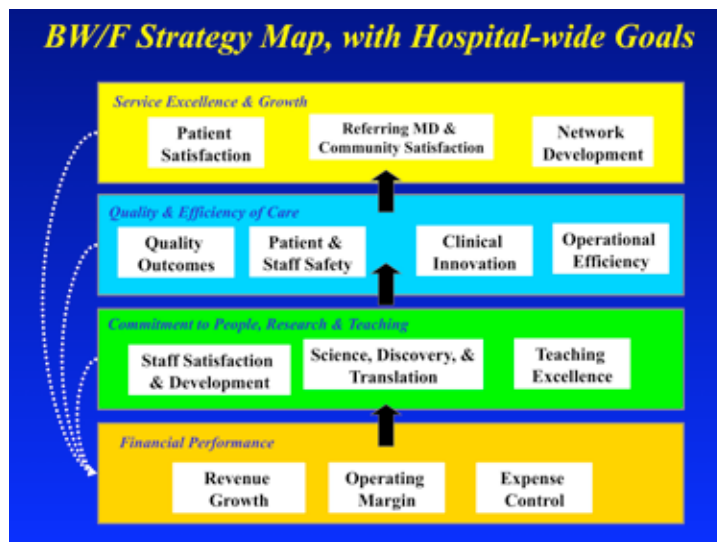 BW/F Strategy Map, with Hospital-wide Goals
Service Excellence & Growth
Patient
Satisfaction
Referring MD &
Community Satisfaction
Network
Development
Quality & Efficiency of Care
Quality
Outcomes
Patient &
Staff Safety
Clinical
Innovation
Operational
Efficiency
Commitment to People, Research & Teaching
Staff Satisfaction
& Development
Science, Discovery, &
Translation
Teaching
Excellence
Financial Performance
Revenue
Growth
Operating
Margin
Expense
Control